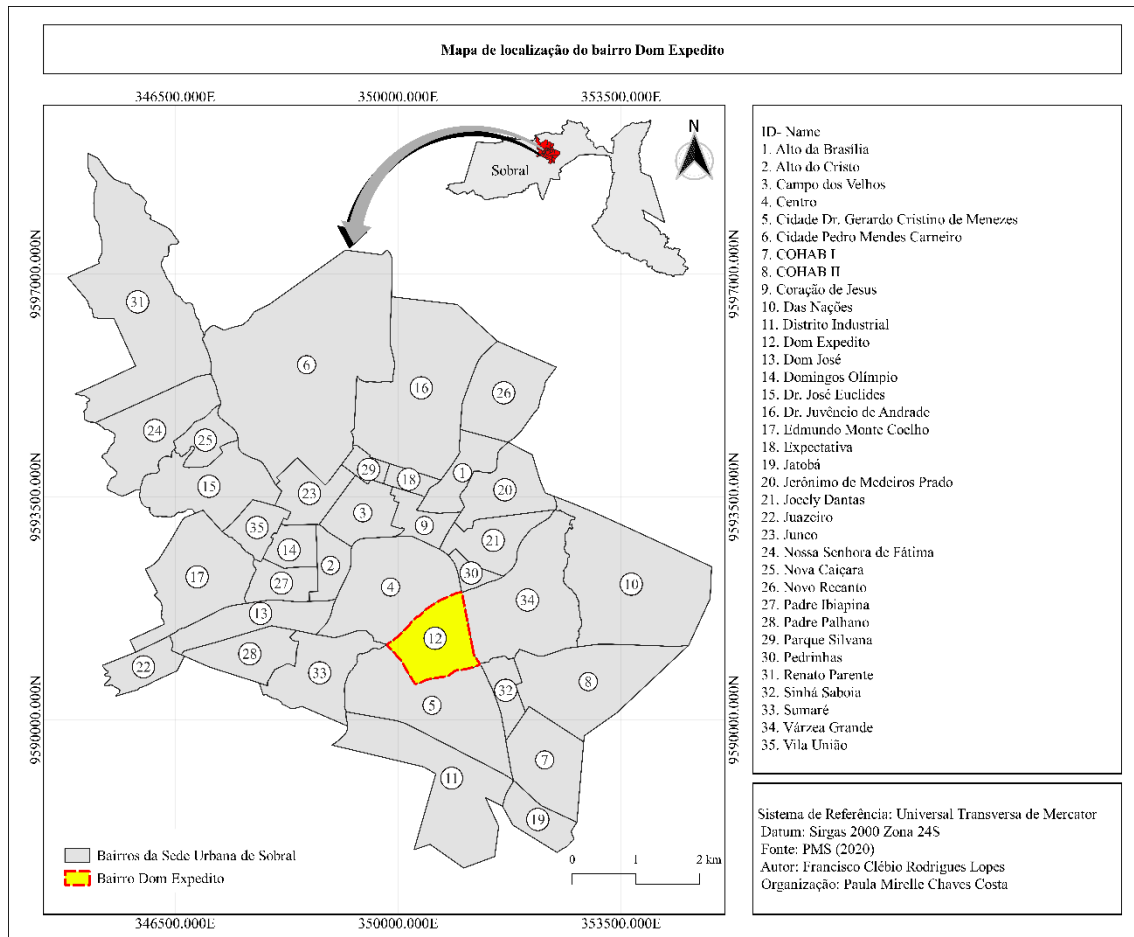 Mapa de localização do bairro Dom Expedito
346500.000E 350000.000E 353500.000E
N
Sobral
9597000.000N 9597000.000N
31
6
16
26
24
25
29
18
1
15
23
20
3
9
35
21
14
2
30
17
27
4
10
34
13
12
28
22
33
32
8
5
7
11
19
9593500.000N 9593500.000N
9590000.000N 9590000.000N
Bairros da Sede Urbana de Sobral
Bairro Dom Expedito
0 1 2 km
346500.000E 350000.000E 353500.000E
ID- Name
1. Alto da Brasília
2. Alto do Cristo
3. Campo dos Velhos
4. Centro
5. Cidade Dr. Gerardo Cristino de Menezes
6. Cidade Pedro Mendes Carneiro
7. COHAB I
8. COHAB II
9. Coração de Jesus
10. Das Nações
11. Distrito Industrial
12. Dom Expedito
13. Dom José
14. Domingos Olímpio
15. Dr. José Euclides
16. Dr. Juvêncio de Andrade
17. Edmundo Monte Coelho
18. Expectativa
19. Jatobá
20. Jerônimo de Medeiros Prado
21. Jocely Dantas
22. Juazeiro
23. Junco
24. Nossa Senhora de Fátima
25. Nova Caiçara
26. Novo Recanto
27. Padre Ibiapina
28. Padre Palhano
29. Parque Silvana
30. Pedrinhas
31. Renato Parente
32. Sinhá Saboia
33. Sumaré
34. Várzea Grande
35. Vila União
Sistema de Referência: Universal Transversa de Mercator
Datum: Sirgas 2000 Zona 24S
Fonte: PMS (2020)
Autor: Francisco Clébio Rodrigues Lopes
Organização: Paula Mirelle Chaves Costa